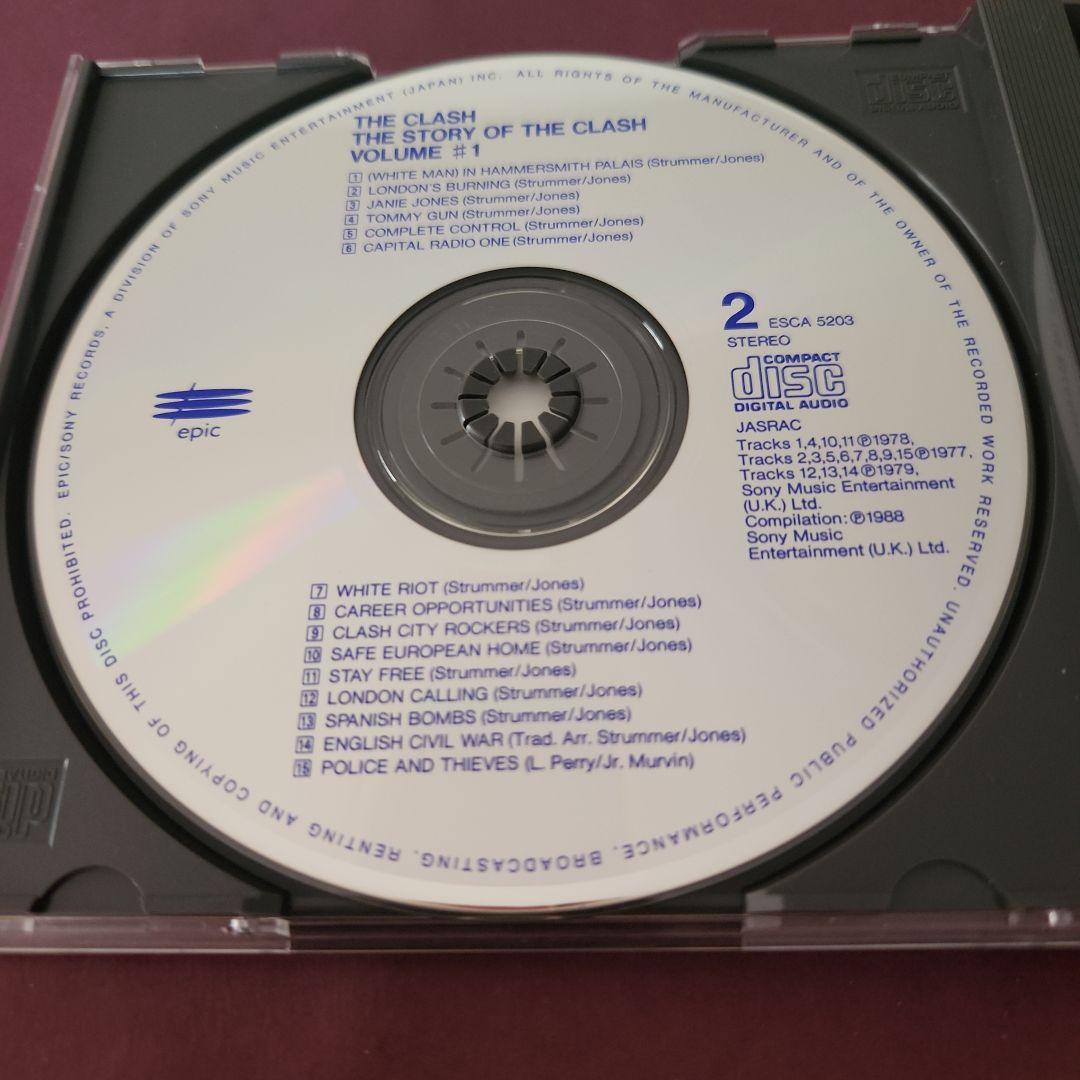 THE CLASH
THE STORY OF THE CLASH
VOLUME #1
1 (WHITE MAN) IN HAMMERSMITH PALAIS (Strummer/Jones)
2 LONDON'S BURNING (Strummer/Jones)
3 JANIE JONES (Strummer/Jones)
4 TOMMY GUN (Strummer/Jones)
5 COMPLETE CONTROL (Strummer/Jones)
6 CAPITAL RADIO ONE (Strummer/Jones)
2 ESCA 5203
STEREO
COMPACT
disc
DIGITAL AUDIO
JASRAC
Tracks 1,4,10,11℗1978,
Tracks 2,3,5,6,7,8,9,15℗1977,
Tracks 12,13,14℗1979,
Sony Music Entertainment
(U.K.) Ltd.
Compilation:℗1988
Sony Music
Entertainment (U.K.) Ltd.
epic
7 WHITE RIOT (Strummer/Jones)
8 CAREER OPPORTUNITIES (Strummer/Jones)
9 CLASH CITY ROCKERS (Strummer/Jones)
10 SAFE EUROPEAN HOME (Strummer/Jones)
11 STAY FREE (Strummer/Jones)
12 LONDON CALLING (Strummer/Jones)
13 SPANISH BOMBS (Strummer/Jones)
14 ENGLISH CIVIL WAR (Trad. Arr. Strummer/Jones)
15 POLICE AND THIEVES (L. Perry/Jr. Murvin)
EPIC/SONY RECORDS, A DIVISION OF SONY MUSIC ENTERTAINMENT (JAPAN) INC. ALL RIGHTS OF THE MANUFACTURER AND OF THE OWNER OF THE RECORDED WORK RESERVED. UNAUTHORIZED PUBLIC PERFORMANCE, BROADCASTING, RENTING AND COPYING OF THIS DISC PROHIBITED.
COMPACT
disc
DIGITAL AUDIO